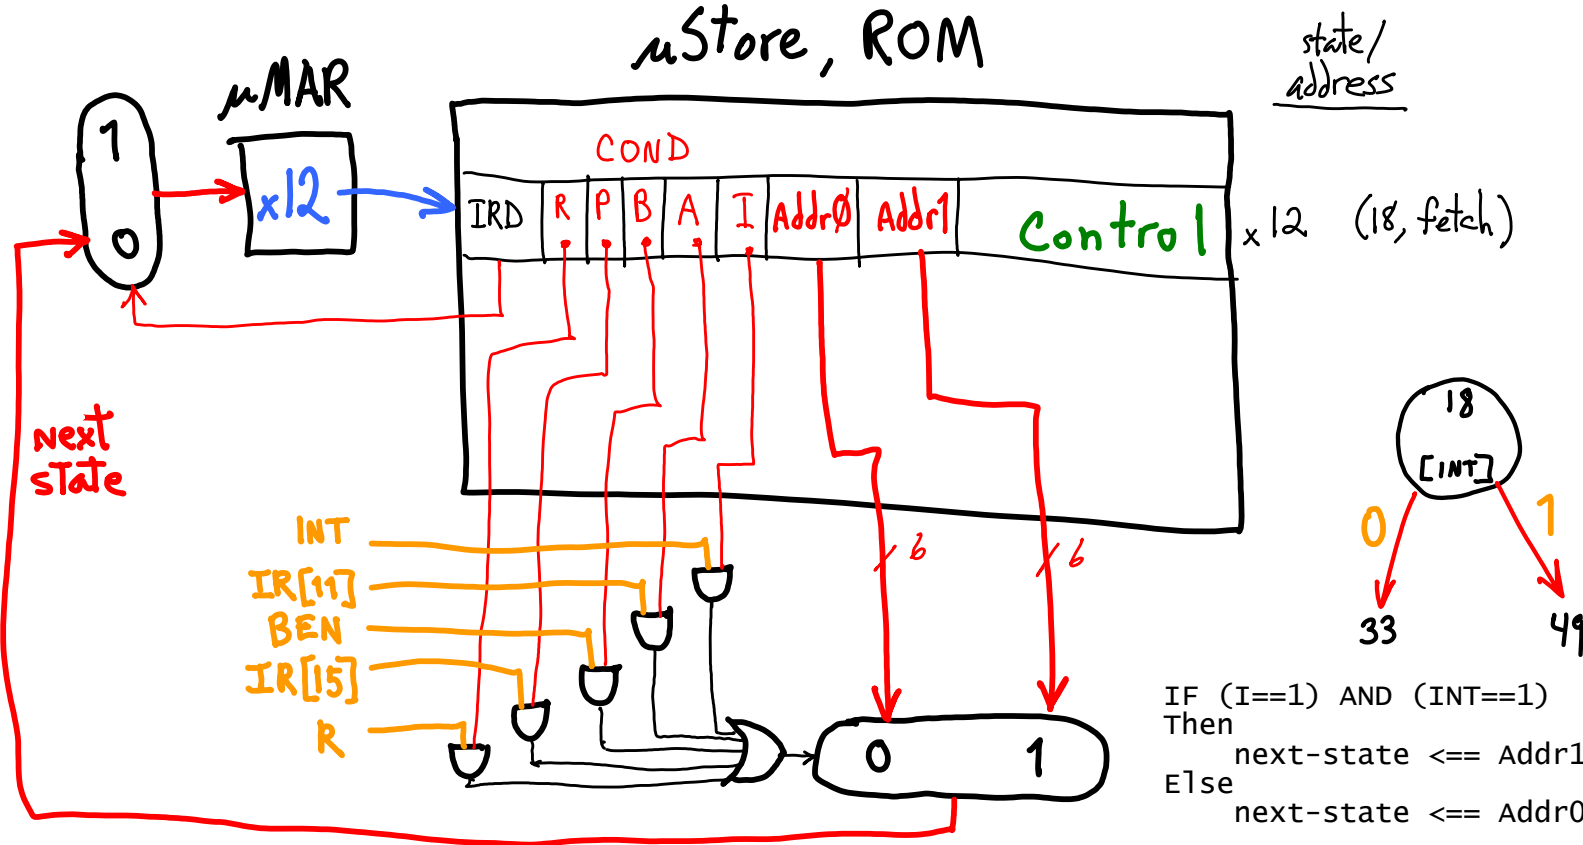 μStore, ROM
state/
address
μMAR
1
0
x12
COND
IRD R P B A I AddrØ Addr1 Control
x12 (18, fetch)
Next
state
18
[INT]
0 1
33 49
6 6
INT
IR[11]
BEN
IR[15]
R
0 1
IF (I==1) AND (INT==1)
Then
next-state <== Addr1
Else
next-state <== Addr0